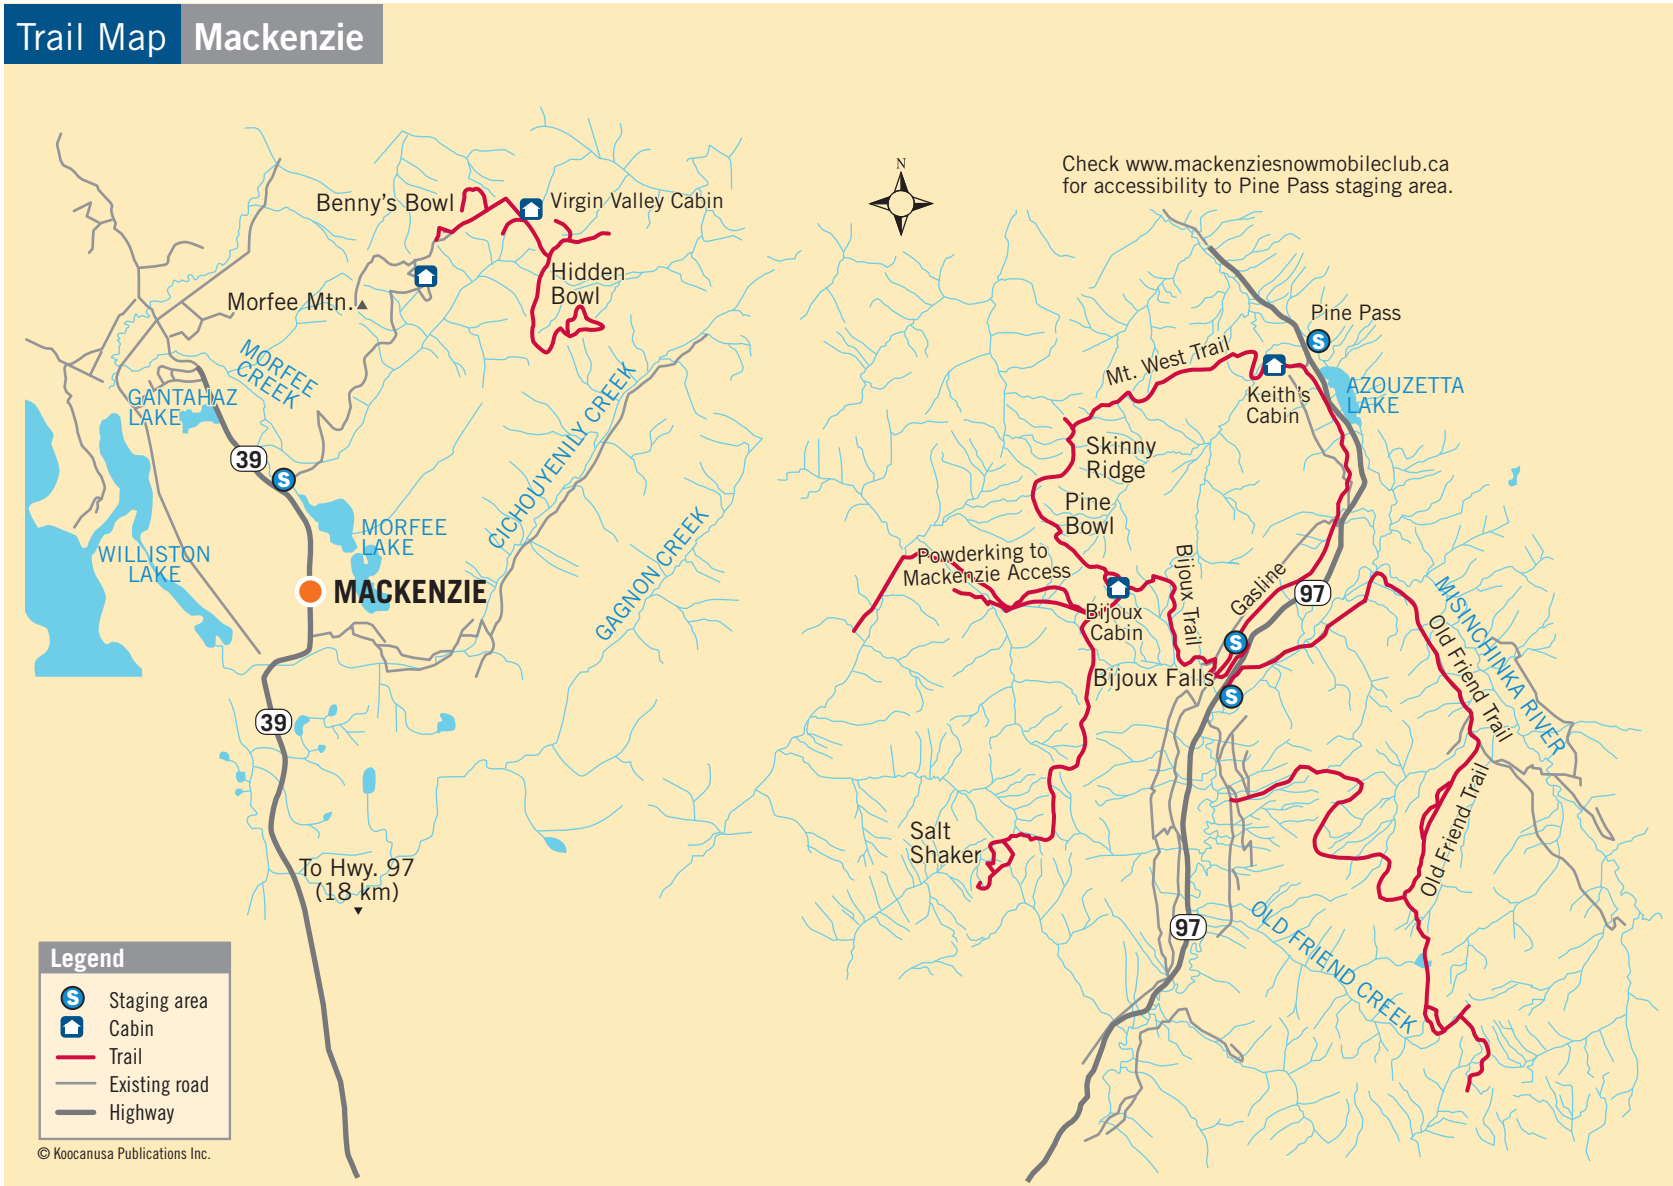 Trail Map Mackenzie
Check www.mackenziesnowmobileclub.ca
for accessibility to Pine Pass staging area.
N
Benny's Bowl
Virgin Valley Cabin
Hidden
Bowl
Morfee Mtn.
MORFEE
CREEK
GANTAHAZ
LAKE
39
S
MORFEE
LAKE
WILLISTON
LAKE
MACKENZIE
CICHOUYENILY CREEK
GAGNON CREEK
39
To Hwy. 97
(18 km)
Pine Pass
S
Mt. West Trail
Keith's
Cabin
AZOUZETTA
LAKE
Skinny
Ridge
Pine
Bowl
Powderking to
Mackenzie Access
Bijoux
Cabin
Bijoux Trail
Gasline
97
S
Bijoux Falls
S
MISINCHINKA RIVER
Old Friend Trail
Old Friend Trail
Salt
Shaker
97
OLD FRIEND CREEK
Legend
S Staging area
Cabin
Trail
Existing road
Highway
© Koocanusa Publications Inc.